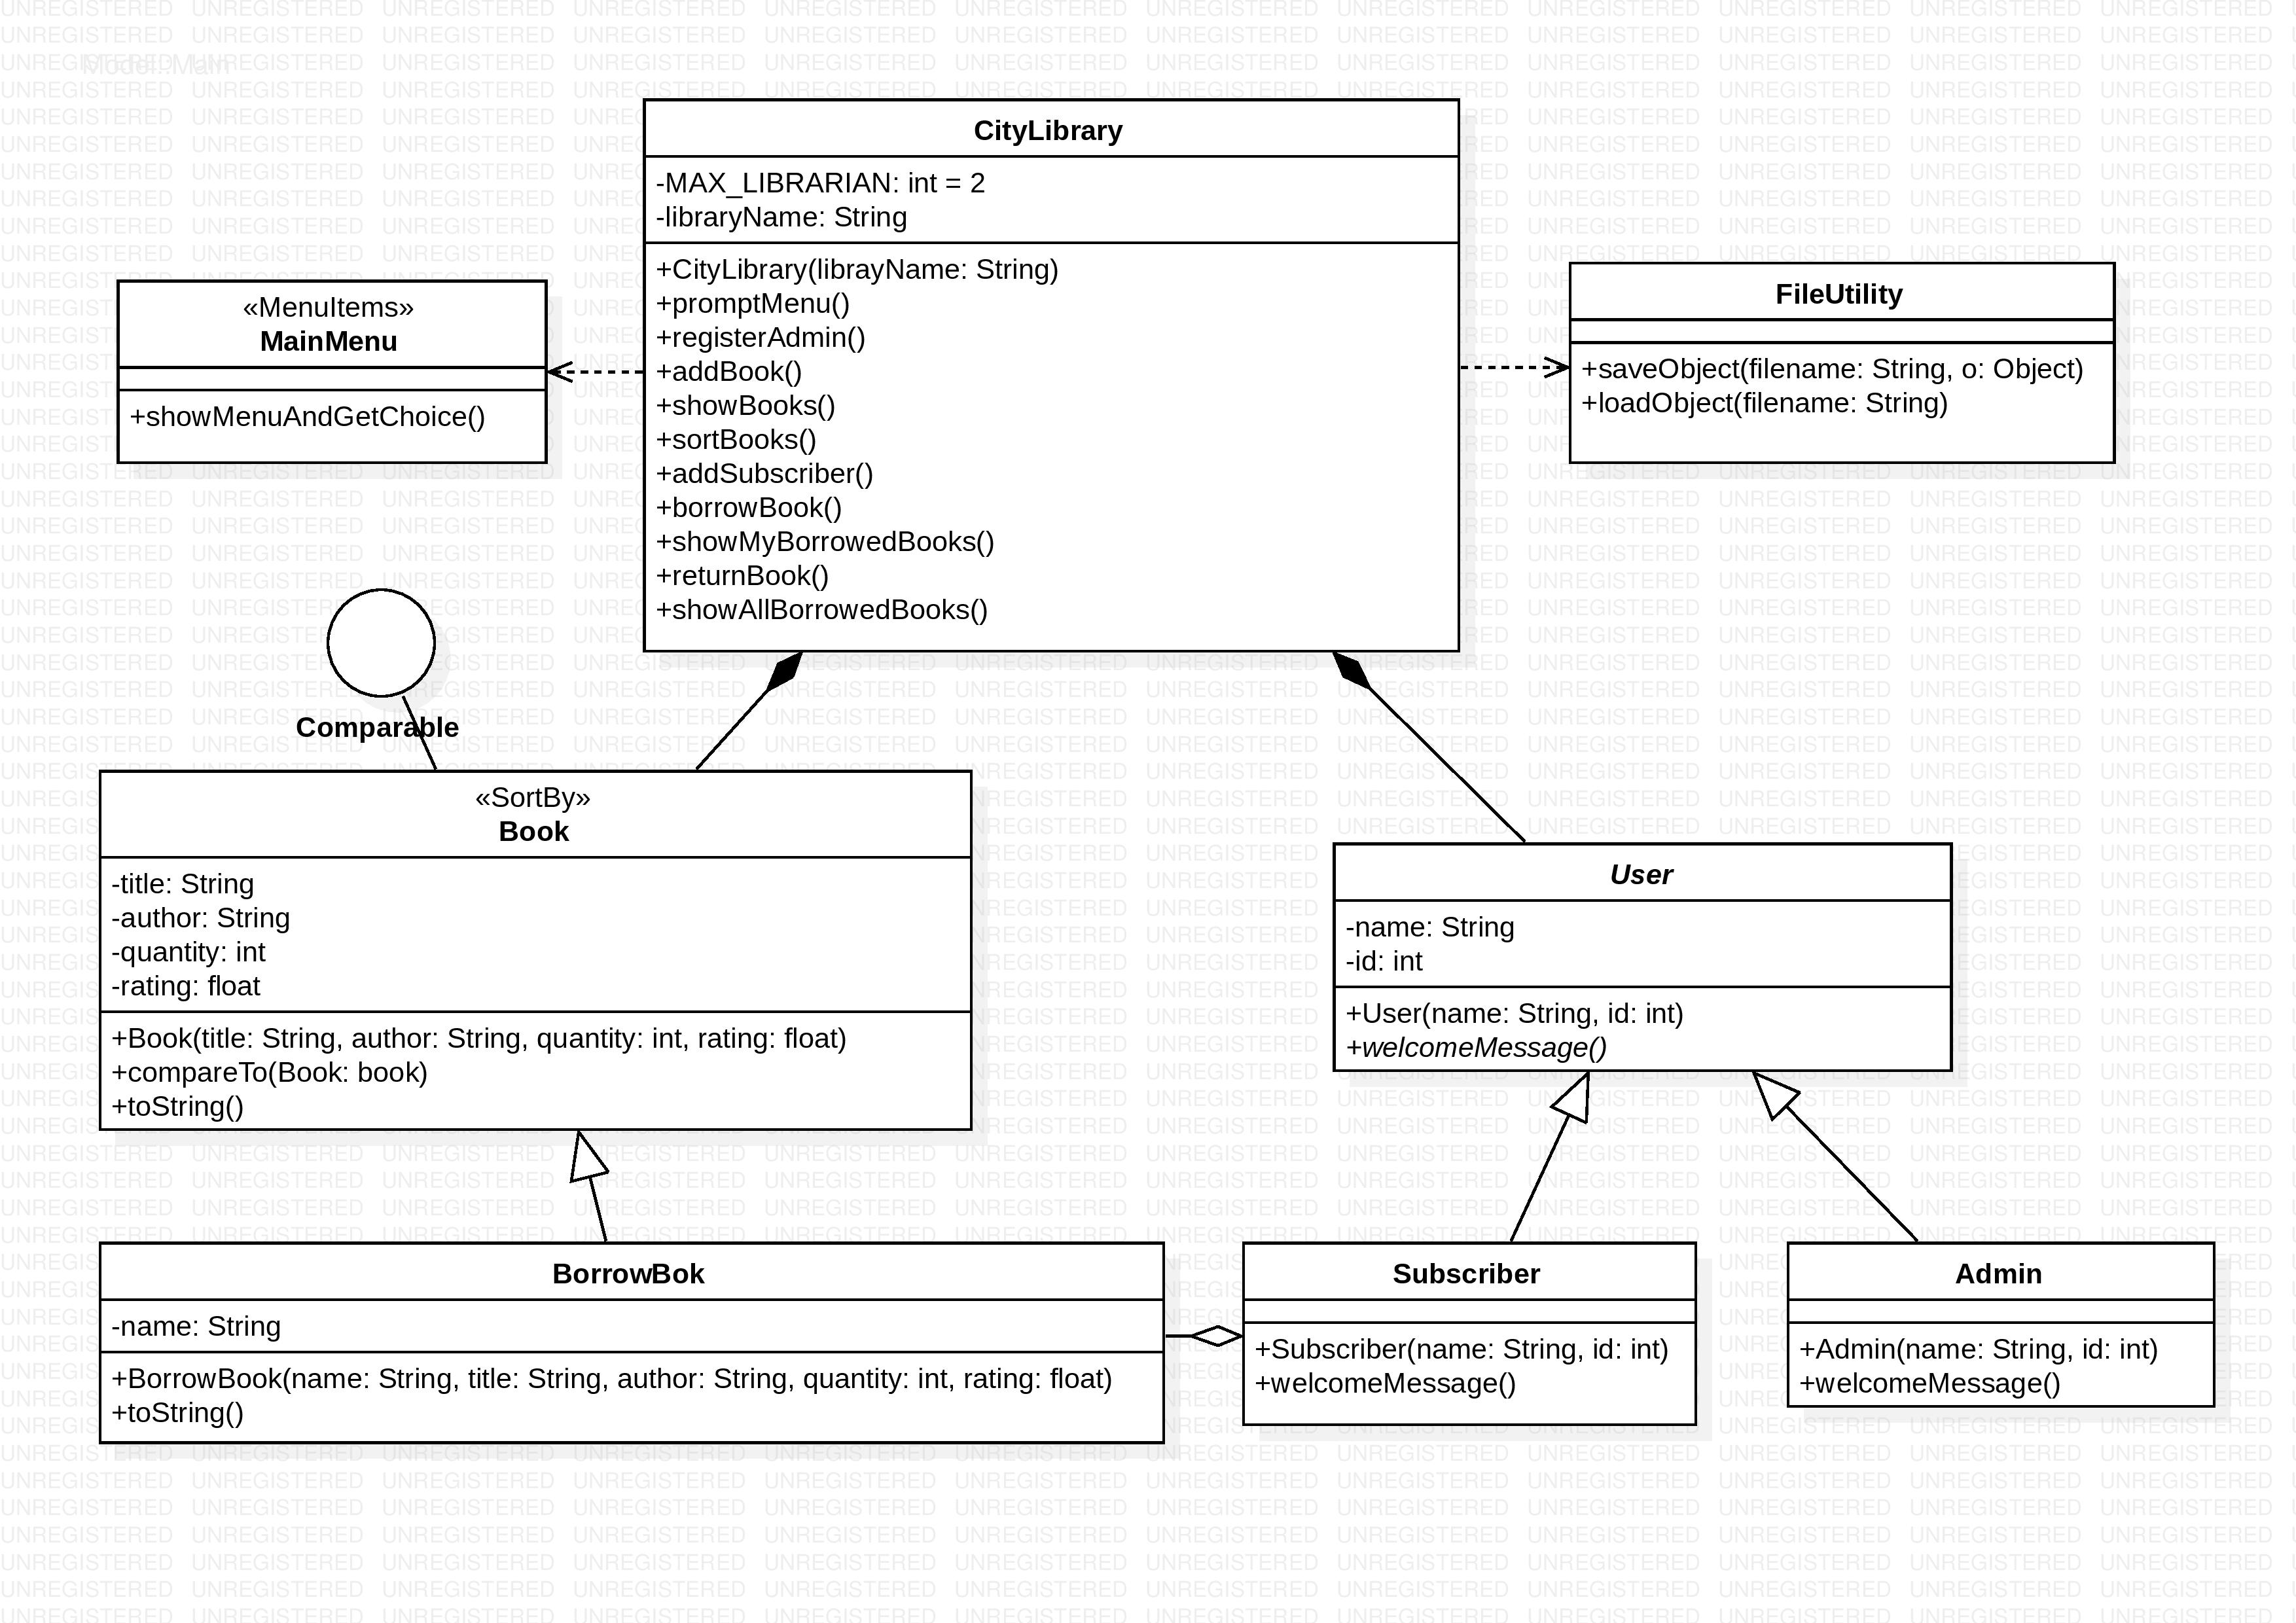 Model::Main
CityLibrary
-MAX_LIBRARIAN: int = 2
-libraryName: String
+CityLibrary(librayName: String)
+promptMenu()
+registerAdmin()
+addBook()
+showBooks()
+sortBooks()
+addSubscriber()
+borrowBook()
+showMyBorrowedBooks()
+returnBook()
+showAllBorrowedBooks()
«MenuItems»
MainMenu
+showMenuAndGetChoice()
FileUtility
+saveObject(filename: String, o: Object)
+loadObject(filename: String)
Comparable
«SortBy»
Book
-title: String
-author: String
-quantity: int
-rating: float
+Book(title: String, author: String, quantity: int, rating: float)
+compareTo(Book: book)
+toString()
User
-name: String
-id: int
+User(name: String, id: int)
+welcomeMessage()
BorrowBok
-name: String
+BorrowBook(name: String, title: String, author: String, quantity: int, rating: float)
+toString()
Subscriber
+Subscriber(name: String, id: int)
+welcomeMessage()
Admin
+Admin(name: String, id: int)
+welcomeMessage()
UNREGISTERED